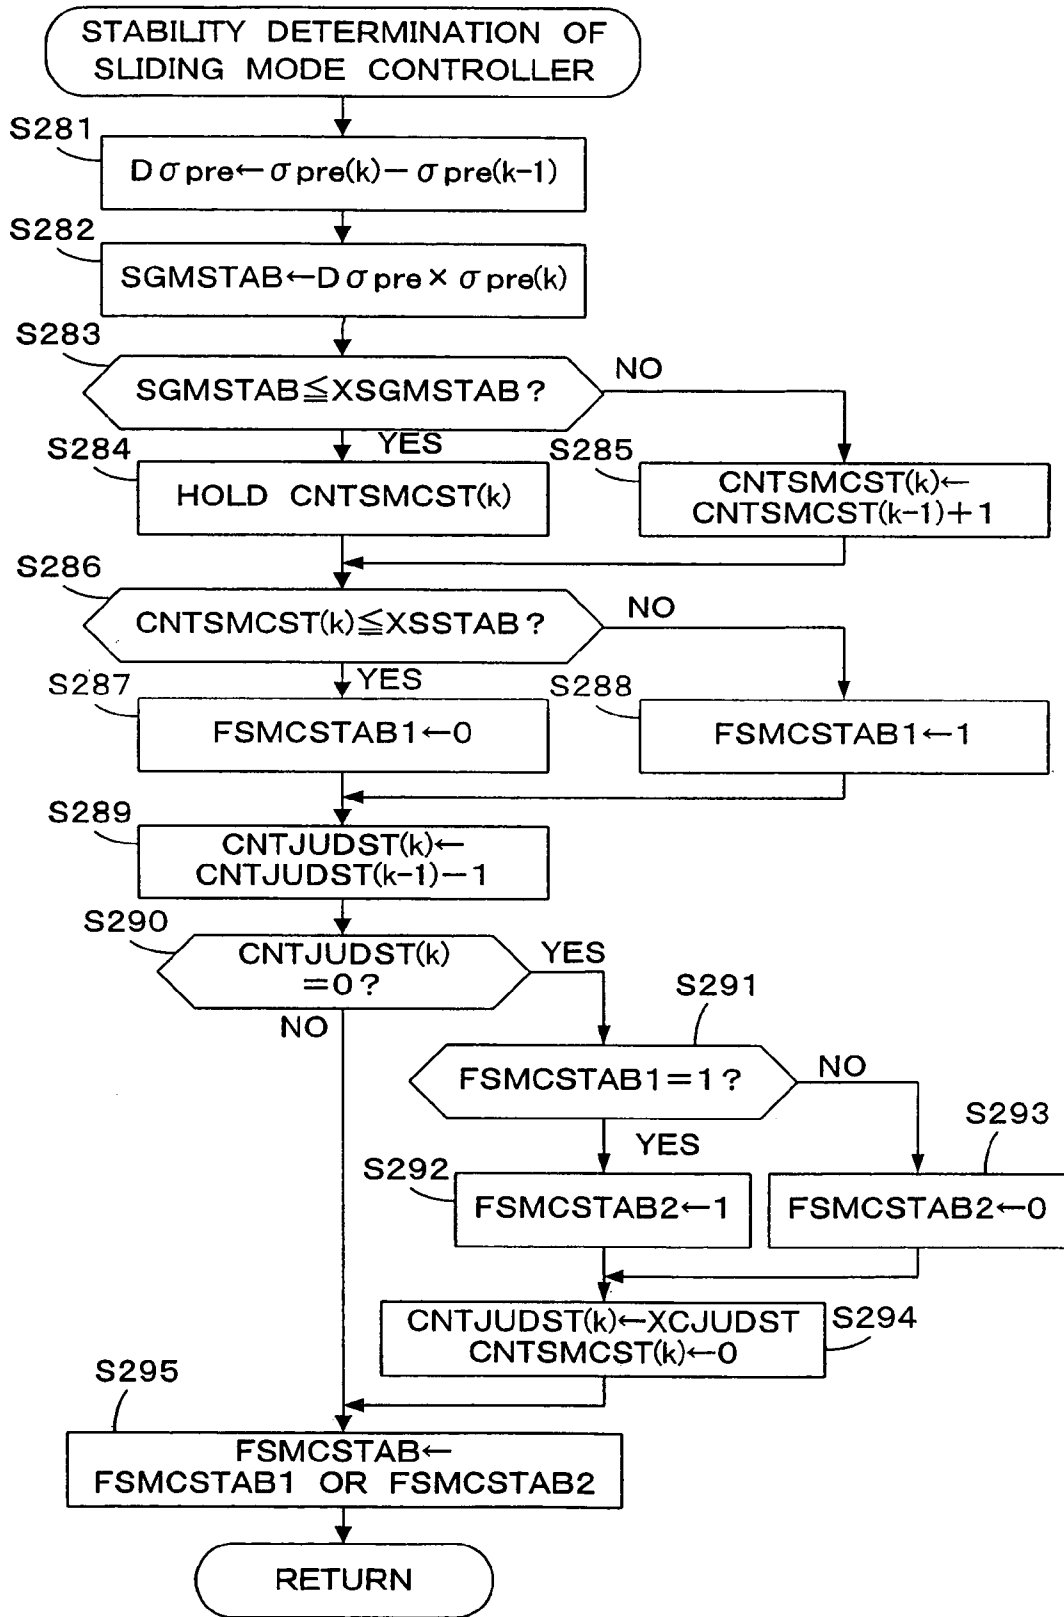 STABILITY DETERMINATION OF
SLIDING MODE CONTROLLER
S281
Dσpre←σpre(k)−σpre(k-1)
S282
SGMSTAB←Dσpre×σpre(k)
S283
SGMSTAB≦XSGMSTAB?
NO
YES
S284
HOLD CNTSMCST(k)
S285
CNTSMCST(k)←
CNTSMCST(k-1)+1
S286
CNTSMCST(k)≦XSSTAB?
NO
YES
S287
FSMCSTAB1←0
S288
FSMCSTAB1←1
S289
CNTJUDST(k)←
CNTJUDST(k-1)−1
S290
CNTJUDST(k)
=0?
YES
NO
S291
FSMCSTAB1=1?
NO
YES
S292
FSMCSTAB2←1
S293
FSMCSTAB2←0
CNTJUDST(k)←XCJUDST
CNTSMCST(k)←0
S294
S295
FSMCSTAB←
FSMCSTAB1 OR FSMCSTAB2
RETURN